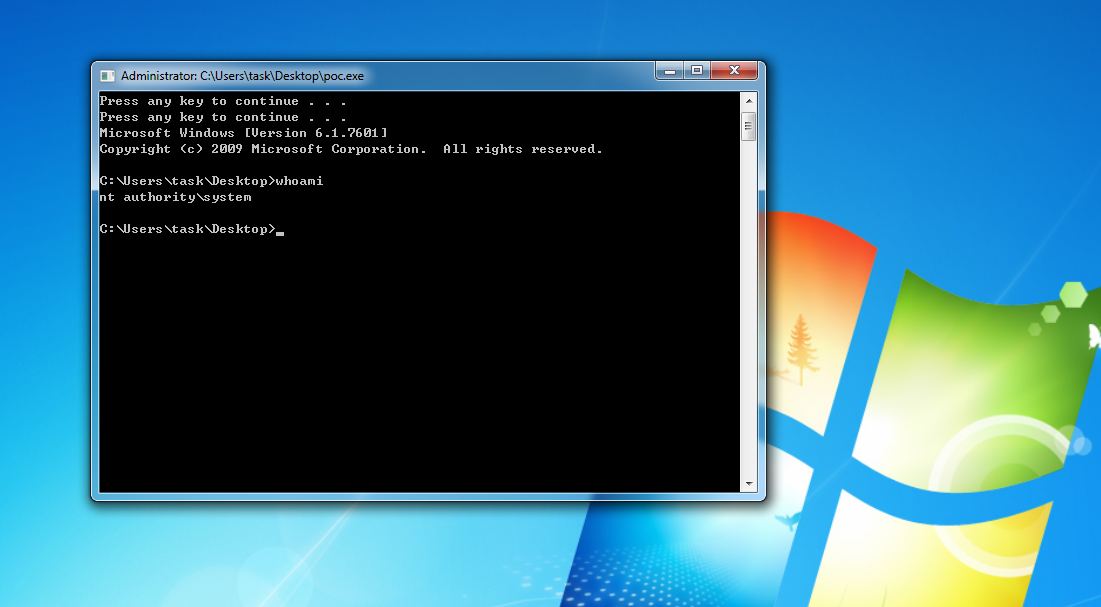 Administrator: C:\Users\task\Desktop\poc.exe
Press any key to continue . . .
Press any key to continue . . .
Microsoft Windows [Version 6.1.7601]
Copyright (c) 2009 Microsoft Corporation.  All rights reserved.
C:\Users\task\Desktop>whoami
nt authority\system
C:\Users\task\Desktop>_